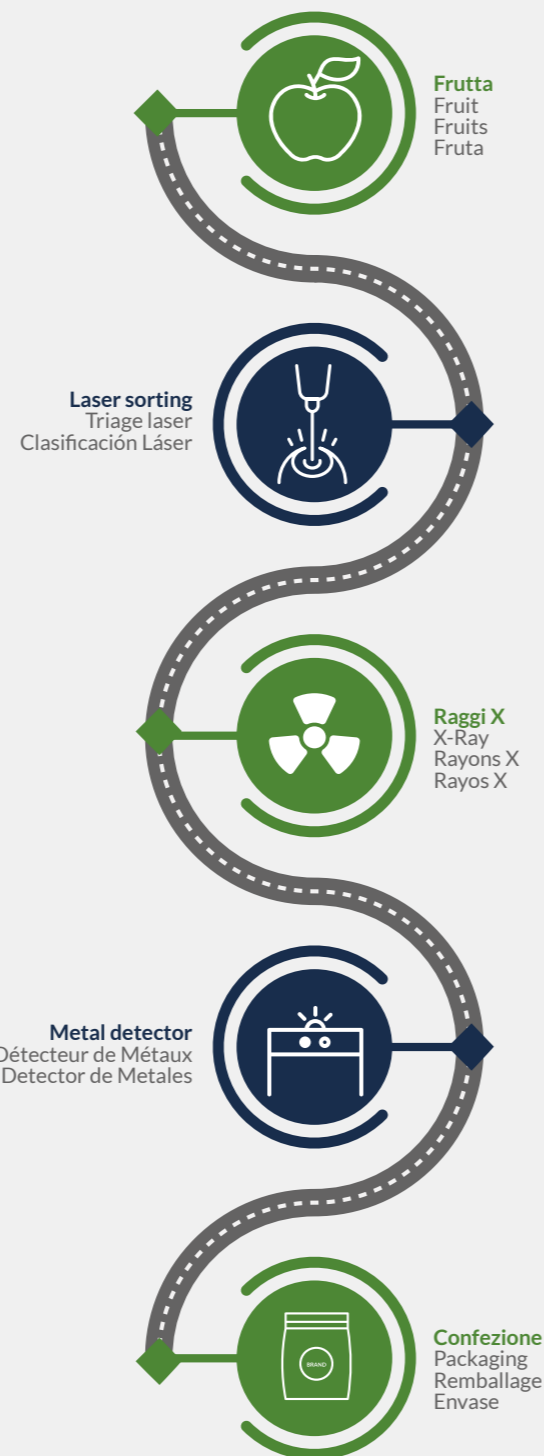 Frutta
Fruit
Fruits
Fruta
Laser sorting
Triage laser
Clasificación Láser
Raggi X
X-Ray
Rayons X
Rayos X
Metal detector
Détecteur de Métaux
Detector de Metales
BRAND
Confezione
Packaging
Remballage
Envase